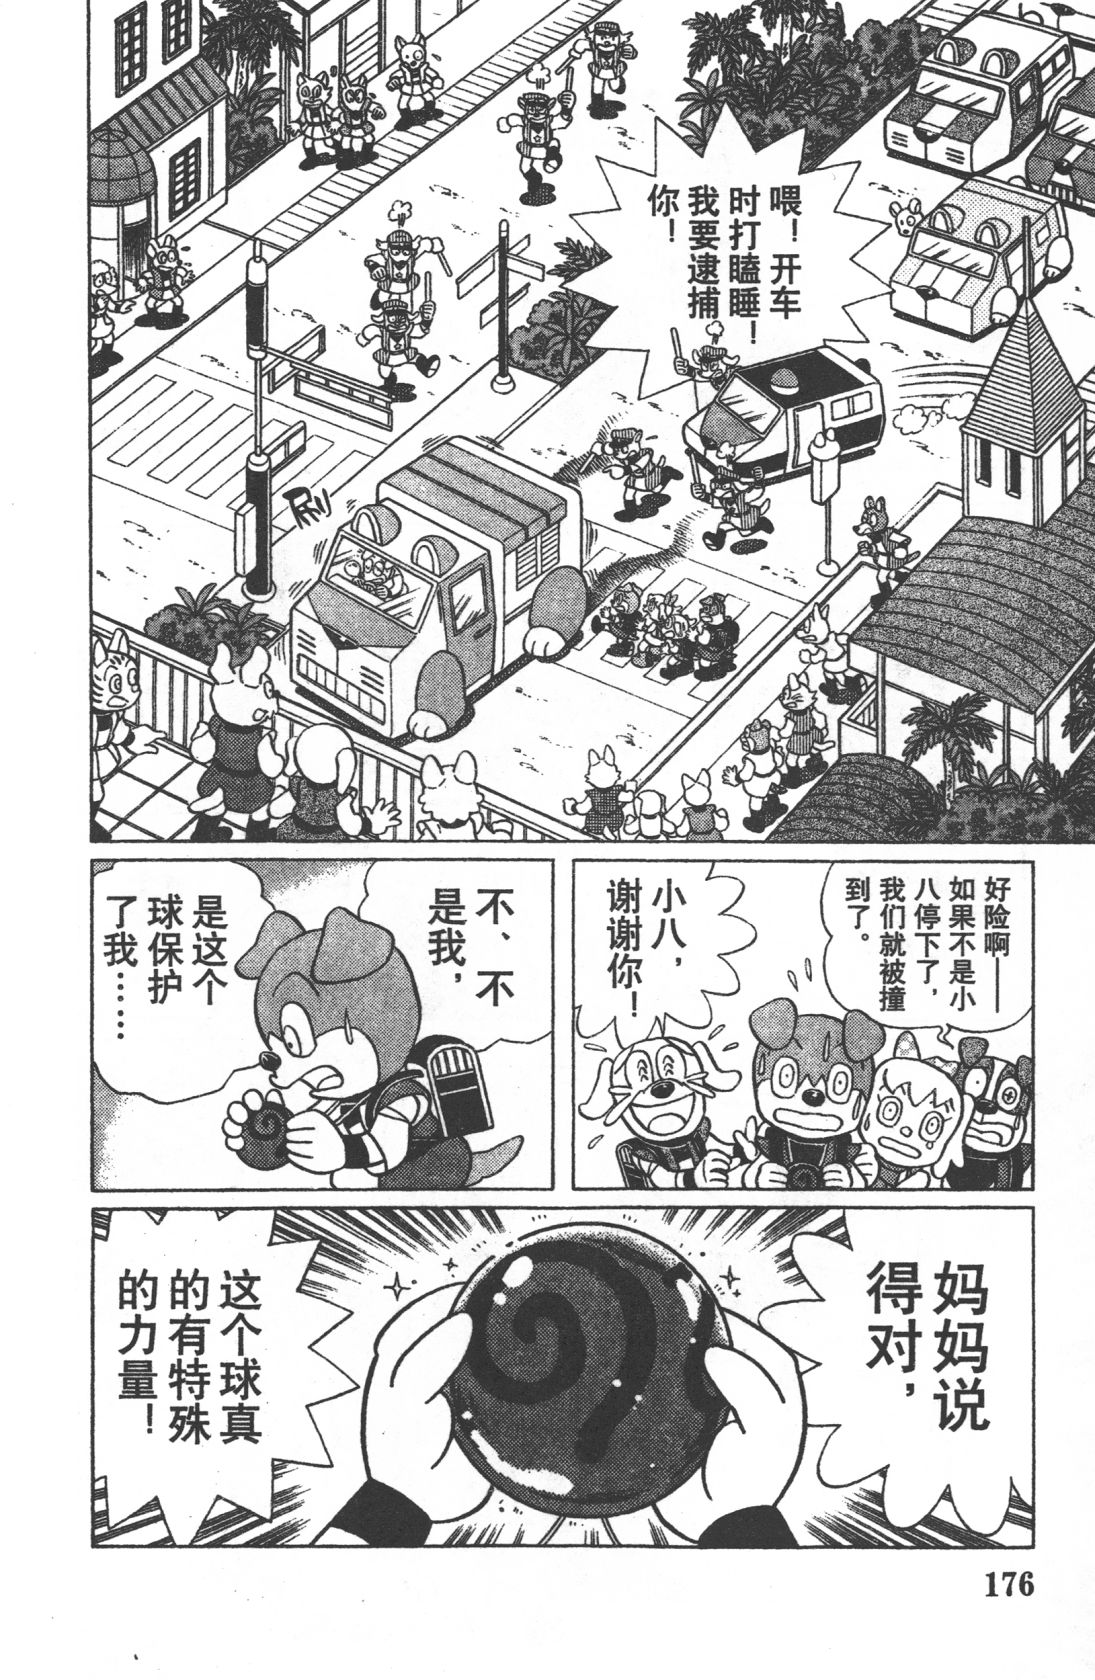 喂！开车
时打瞌睡！
我要逮捕
你！
刷
好险啊——
如果不是小
八停下了，
我们就被撞
到了。
小八，
谢谢你！
不、不
是我，
是这个
球保护
了我……
妈妈说
得对，
这个球真
的有特殊
的力量！
176